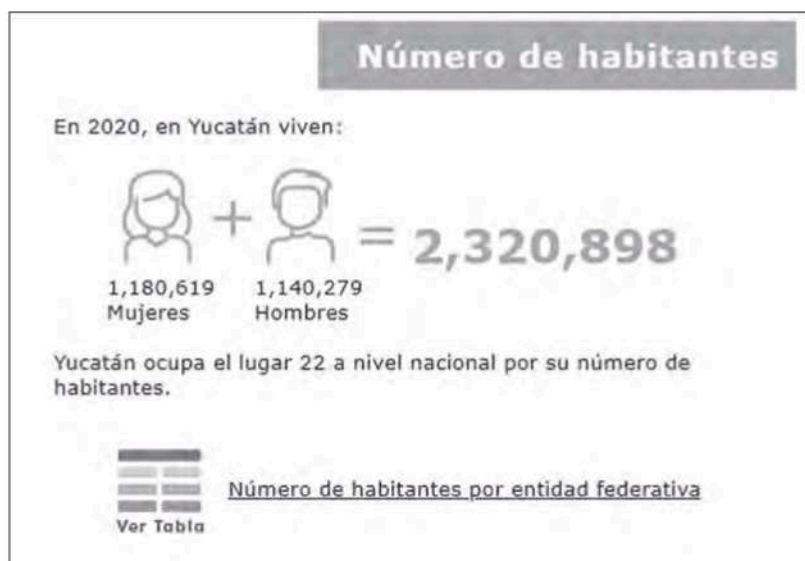 Número de habitantes
En 2020, en Yucatán viven:
+ = 2,320,898
1,180,619 1,140,279
Mujeres Hombres
Yucatán ocupa el lugar 22 a nivel nacional por su número de
habitantes.
Número de habitantes por entidad federativa
Ver Tabla